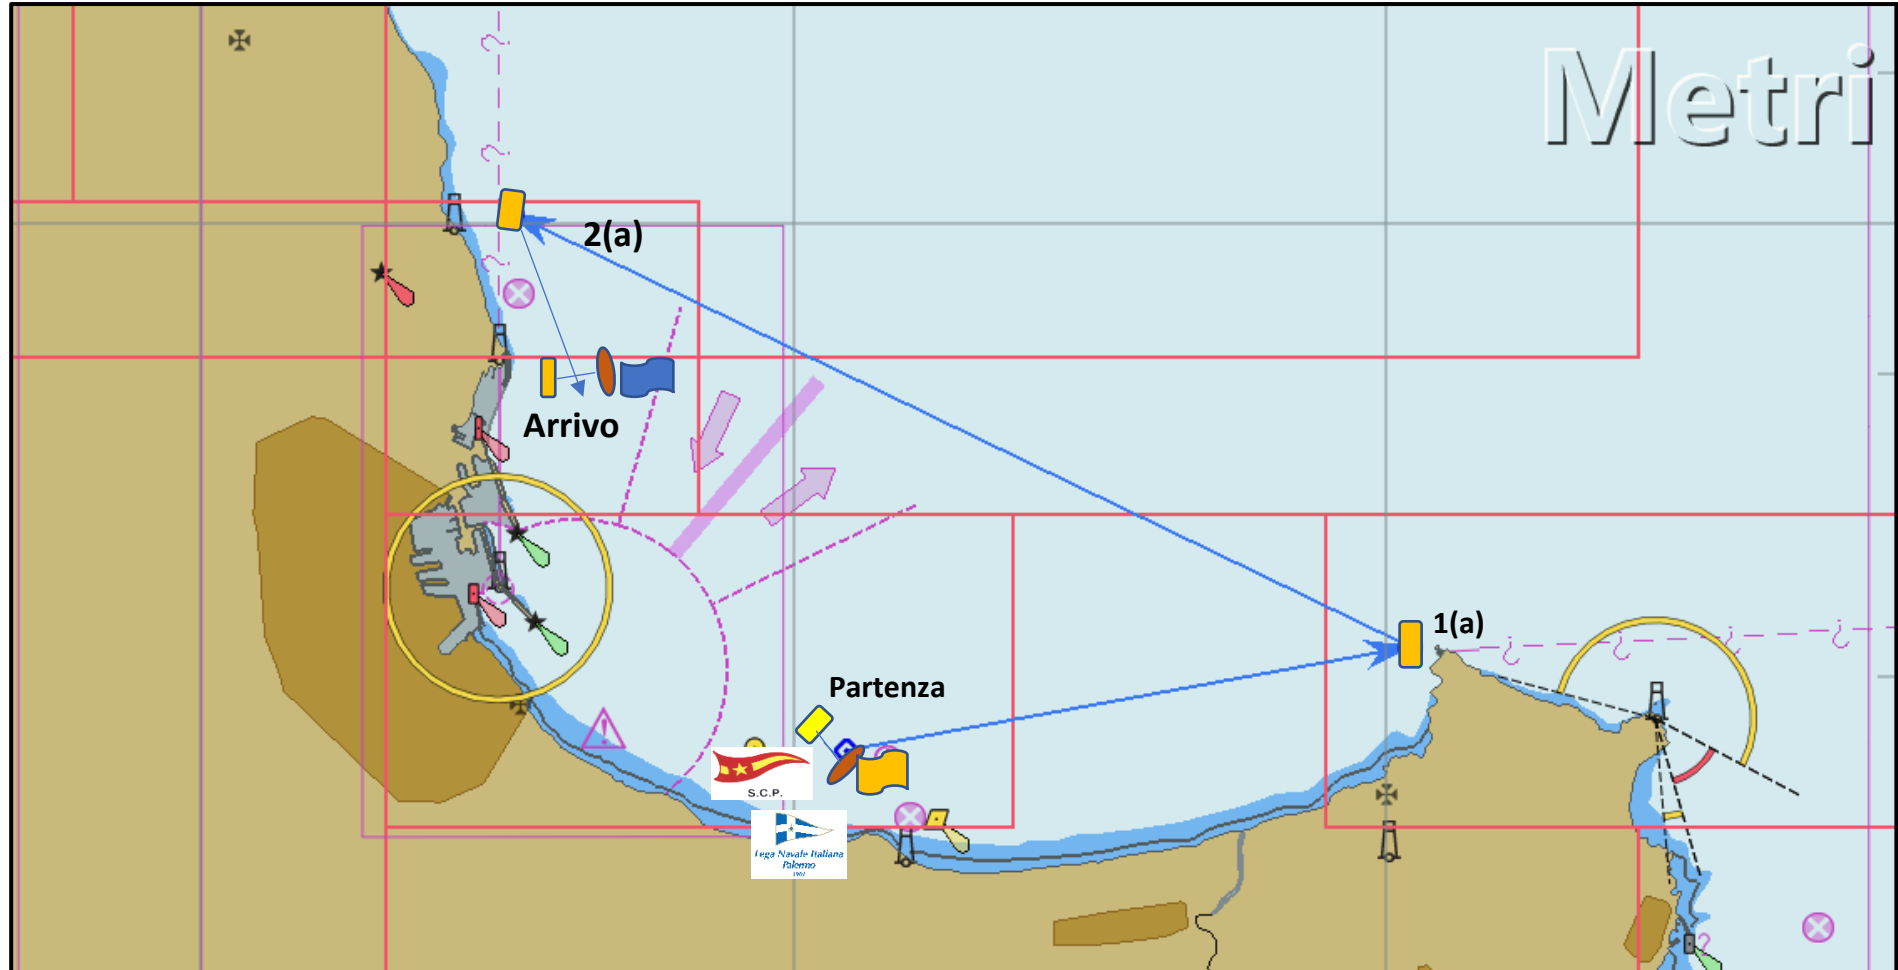 Metri
2(a)
Arrivo
1(a)
Partenza
S.C.P.
Lega Navale Italiana
Palermo